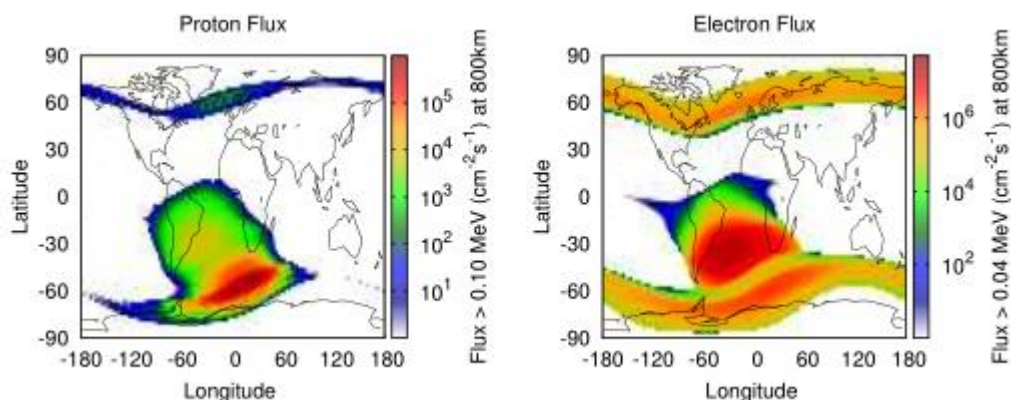 Proton Flux
90
60
30
0
-30
-60
-90
Latitude
-180 -120 -60 0 60 120 180
Longitude
10^5
10^4
10^3
10^2
10^1
Flux > 0.10 MeV (cm^-2s^-1) at 800km
Electron Flux
90
60
30
0
-30
-60
-90
Latitude
-180 -120 -60 0 60 120 180
Longitude
10^6
10^4
10^2
Flux > 0.04 MeV (cm^-2s^-1) at 800km